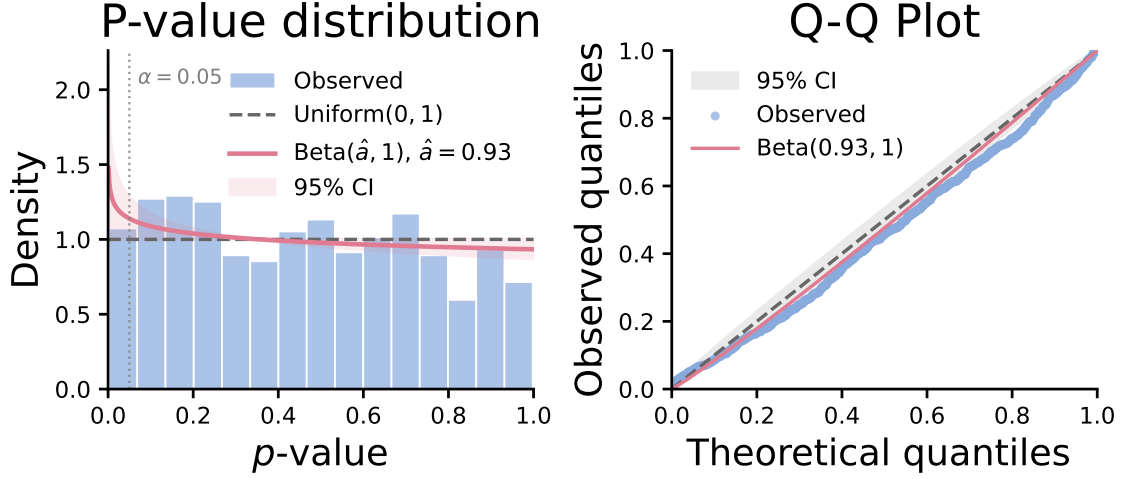 P-value distribution
Density
2.0
1.5
1.0
0.5
0.0
α = 0.05
Observed
Uniform(0, 1)
Beta(â, 1), â = 0.93
95% CI
0.0 0.2 0.4 0.6 0.8 1.0
p-value
Q-Q Plot
Observed quantiles
1.0
0.8
0.6
0.4
0.2
0.0
95% CI
Observed
Beta(0.93, 1)
0.0 0.2 0.4 0.6 0.8 1.0
Theoretical quantiles